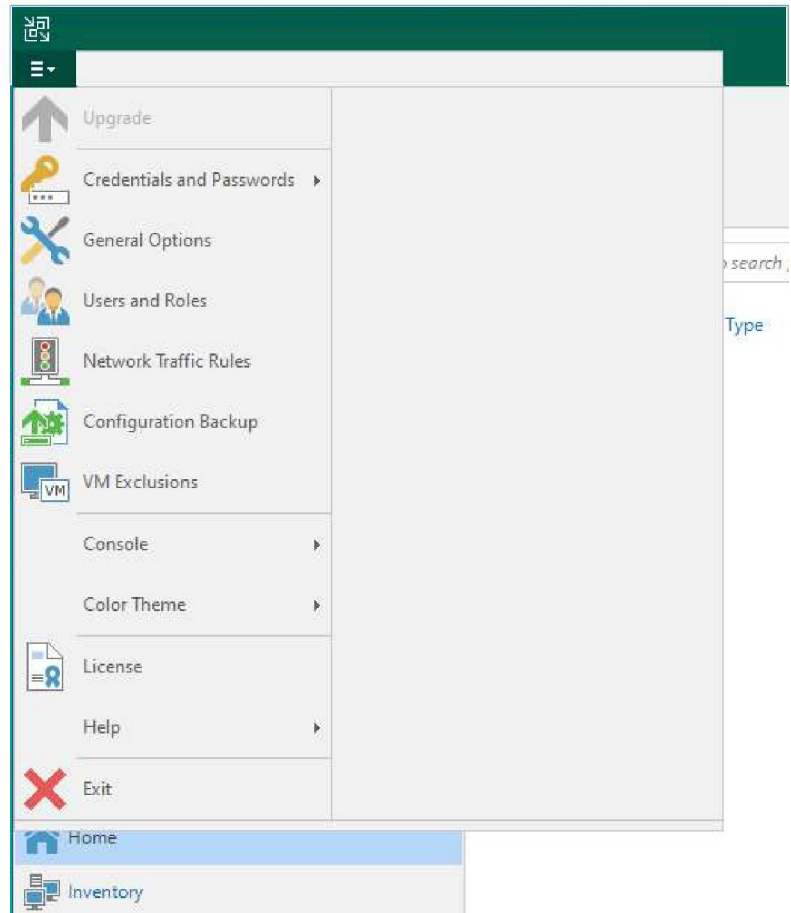 Upgrade
Credentials and Passwords
General Options
Users and Roles
Network Traffic Rules
Configuration Backup
VM
VM Exclusions
Console
Color Theme
License
Help
Exit
search
Type
Home
Inventory